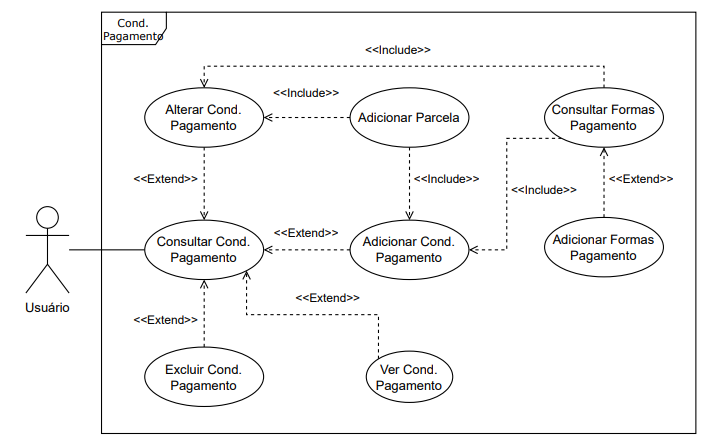 Cond.
Pagamento
<<Include>>
Alterar Cond.
Pagamento
<<Include>>
Adicionar Parcela
Consultar Formas
Pagamento
<<Extend>>
<<Include>>
<<Include>>
<<Extend>>
Usuário
Consultar Cond.
Pagamento
<<Extend>>
Adicionar Cond.
Pagamento
Adicionar Formas
Pagamento
<<Extend>>
<<Extend>>
Excluir Cond.
Pagamento
Ver Cond.
Pagamento